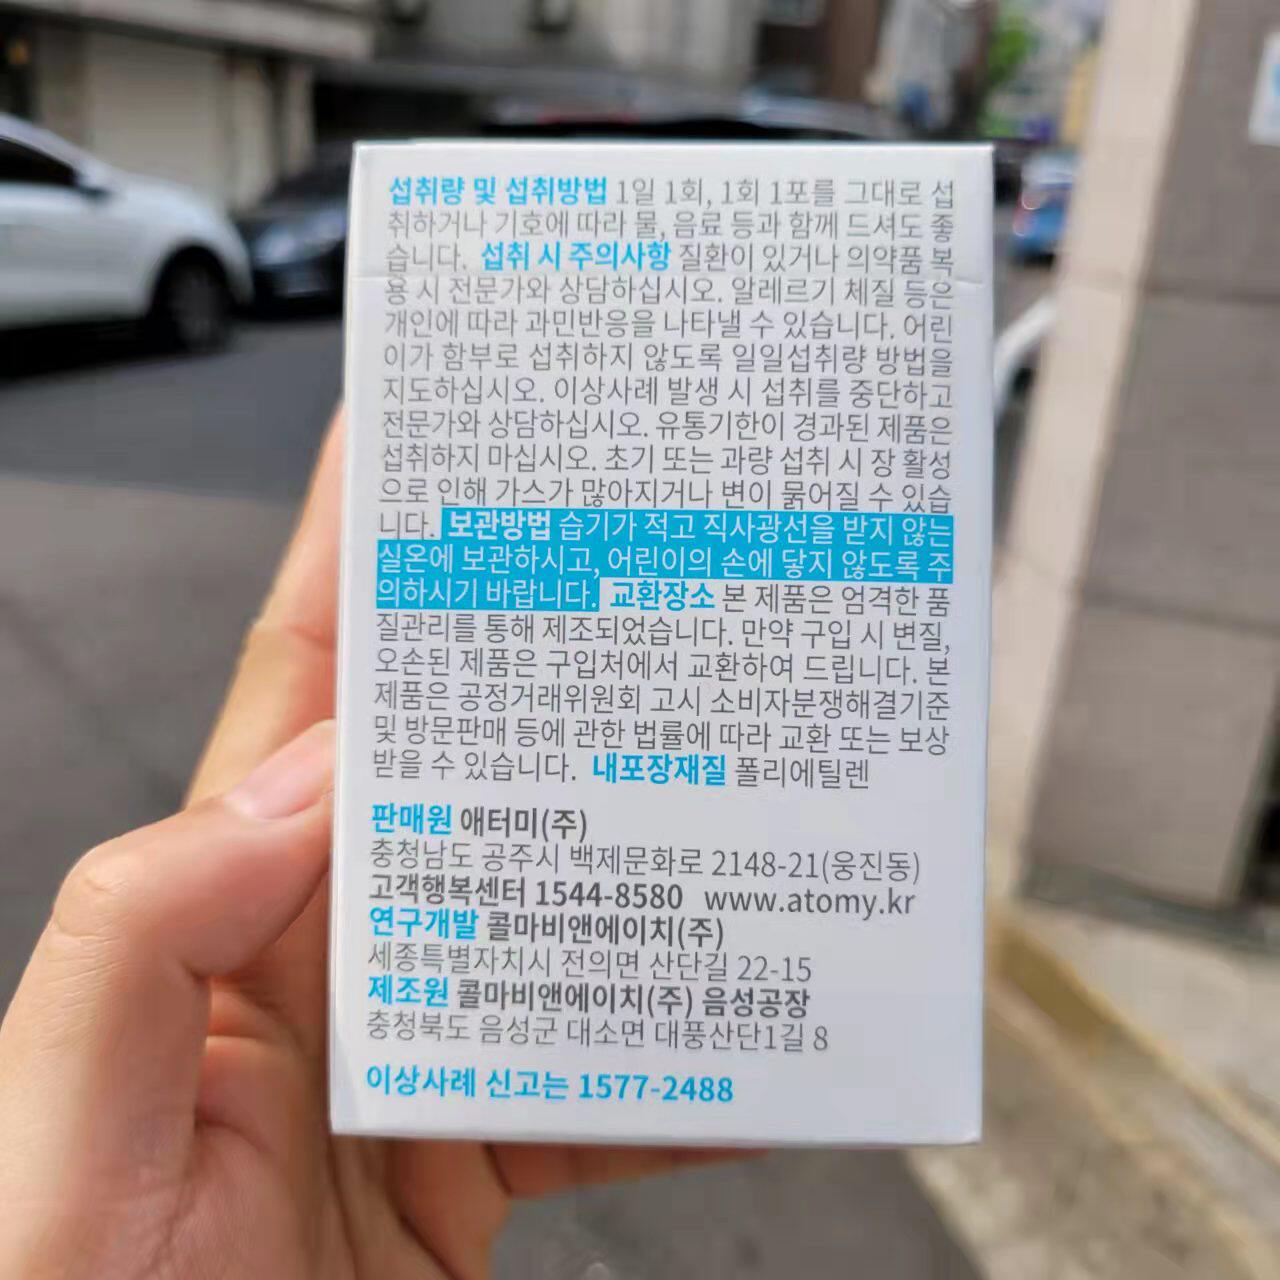 섭취량 및 섭취방법 1일 1회, 1회 1포를 그대로 섭
취하거나 기호에 따라 물, 음료 등과 함께 드셔도 좋
습니다. 섭취 시 주의사항 질환이 있거나 의약품 복
용 시 전문가와 상담하십시오. 알레르기 체질 등은
개인에 따라 과민반응을 나타낼 수 있습니다. 어린
이가 함부로 섭취하지 않도록 일일섭취량 방법을
지도하십시오. 이상사례 발생 시 섭취를 중단하고
전문가와 상담하십시오. 유통기한이 경과된 제품은
섭취하지 마십시오. 초기 또는 과량 섭취 시 장 활성
으로 인해 가스가 많아지거나 변이 묽어질 수 있습
니다. 보관방법 습기가 적고 직사광선을 받지 않는
실온에 보관하시고, 어린이의 손에 닿지 않도록 주
의하시기 바랍니다. 교환장소 본 제품은 엄격한 품
질관리를 통해 제조되었습니다. 만약 구입 시 변질,
오손된 제품은 구입처에서 교환하여 드립니다. 본
제품은 공정거래위원회 고시 소비자분쟁해결기준
및 방문판매 등에 관한 법률에 따라 교환 또는 보상
받을 수 있습니다. 내포장재질 폴리에틸렌
판매원 애터미(주)
충청남도 공주시 백제문화로 2148-21(웅진동)
고객행복센터 1544-8580 www.atomy.kr
연구개발 콜마비앤에이치(주)
세종특별자치시 전의면 산단길 22-15
제조원 콜마비앤에이치(주) 음성공장
충청북도 음성군 대소면 대풍산단1길 8
이상사례 신고는 1577-2488